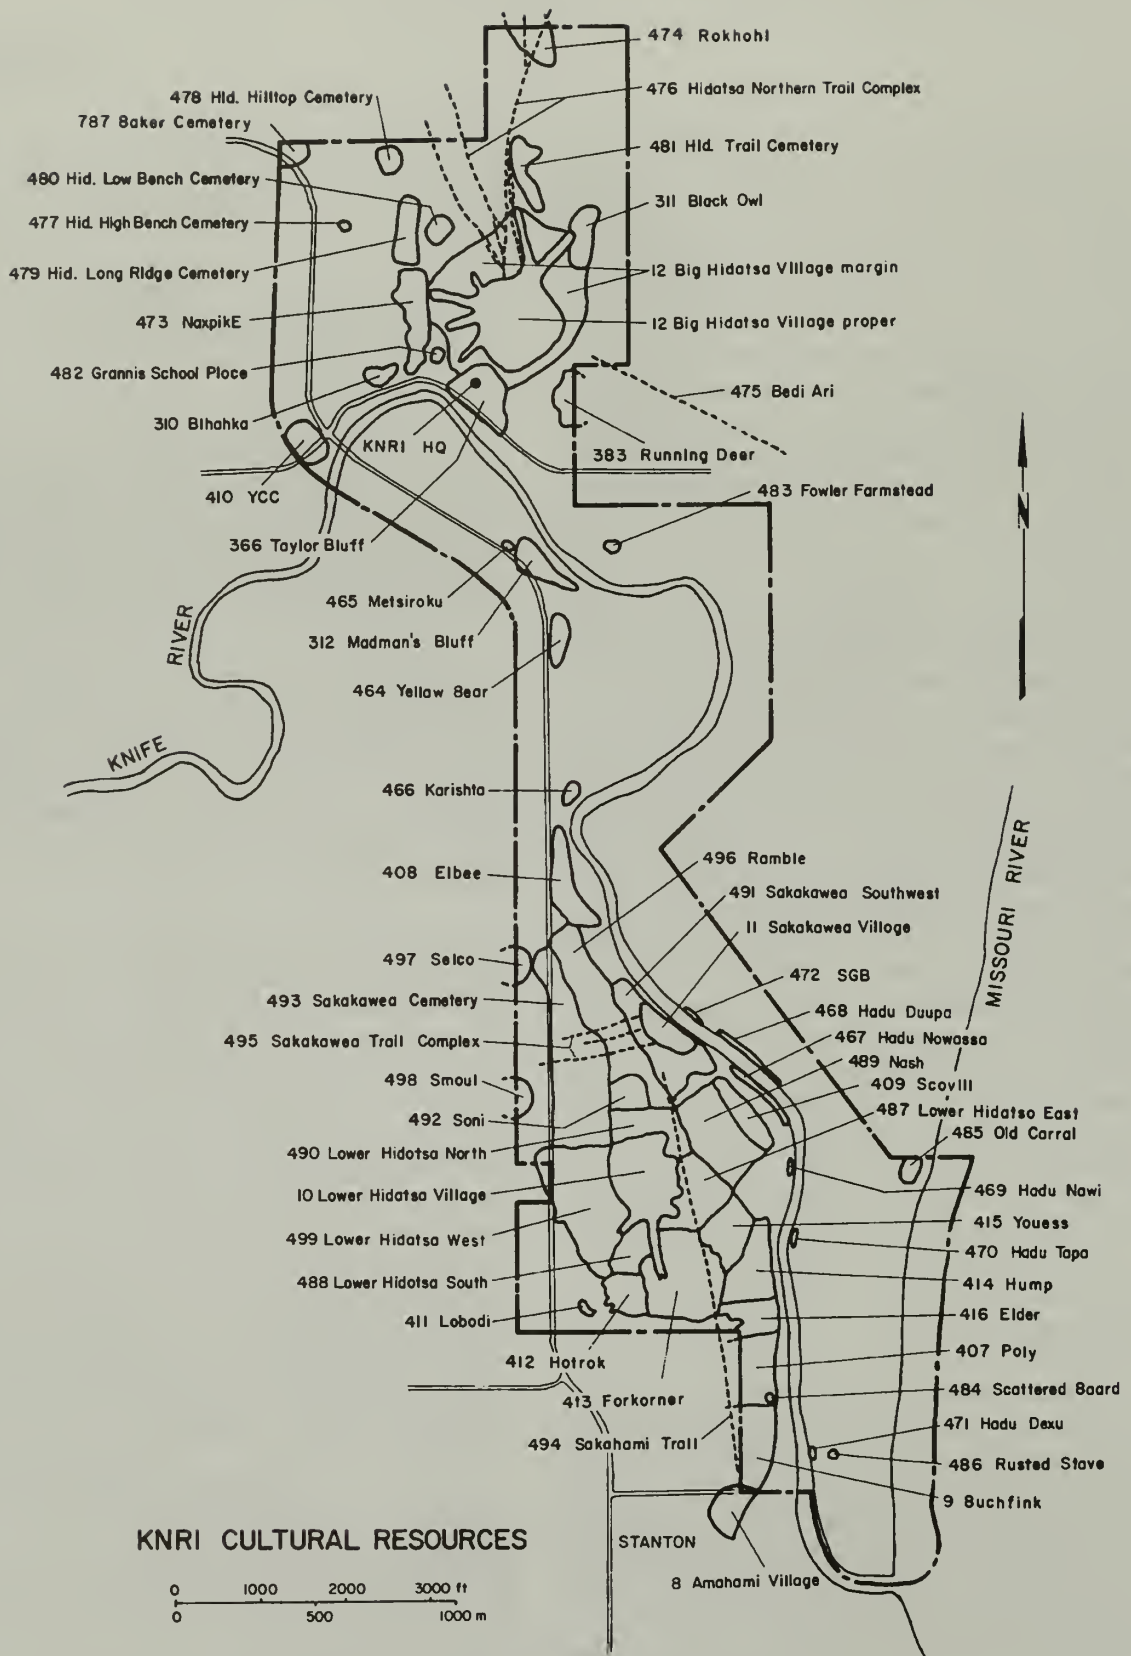 474 Rokhohl
476 Hidatsa Northern Trail Complex
478 Hid. Hilltop Cemetery
787 Baker Cemetery
481 Hid. Trail Cemetery
480 Hid. Low Bench Cemetery
311 Black Owl
477 Hid. High Bench Cemetery
12 Big Hidatsa Village margin
479 Hid. Long Ridge Cemetery
473 NaxpikE
12 Big Hidatsa Village proper
482 Grannis School Place
475 Bedi Ari
310 Bihahka
KNRI HQ
383 Running Deer
410 YCC
483 Fowler Farmstead
N
366 Taylor Bluff
465 Metsiroku
312 Madman's Bluff
RIVER
464 Yellaw Bear
KNIFE
466 Karishta
MISSOURI RIVER
496 Ramble
408 Elbee
491 Sakakawea Southwest
11 Sakakawea Village
497 Selco
472 SGB
493 Sakakawea Cemetery
468 Hadu Duupa
467 Hadu Nowassa
495 Sakakawea Trail Complex
489 Nash
409 Scovill
498 Smoul
487 Lower Hidatso East
492 Soni
485 Old Carral
490 Lower Hidotsa North
10 Lower Hidatsa Village
469 Hadu Nawi
415 Youess
499 Lower Hidatsa West
470 Hadu Tapa
488 Lower Hidotsa South
414 Hump
411 Lobodi
416 Elder
412 Hotrok
407 Poly
413 Forkorner
484 Scattered Baard
494 Sakahami Trail
471 Hadu Dexu
486 Rusted Stave
9 Buchfink
KNRI CULTURAL RESOURCES
STANTON
8 Amahami Village
0 1000 2000 3000 ft
0 500 1000 m